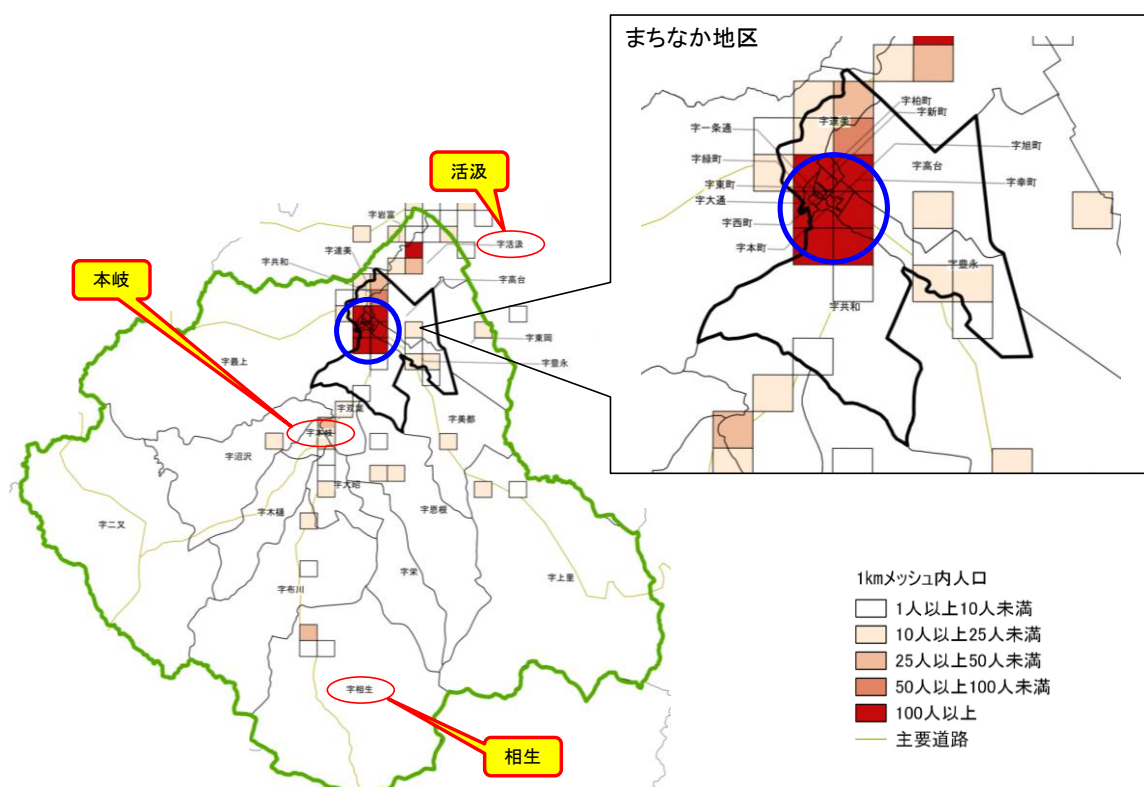 まちなか地区
字柏町
字新町
字達美
字一条通
字旭町
字緑町
字高台
字東町
字幸町
字大通
字西町
字本町
字豊永
字共和
活汲
字岩富
字活汲
字達美
字共和
字高台
本岐
字東岡
字最上
字豊永
字双葉
字美都
字本岐
字沼沢
字大昭
字木樋
字恩根
字二又
字栄
字上里
字布川
字相生
相生
1kmメッシュ内人口
1人以上10人未満
10人以上25人未満
25人以上50人未満
50人以上100人未満
100人以上
主要道路